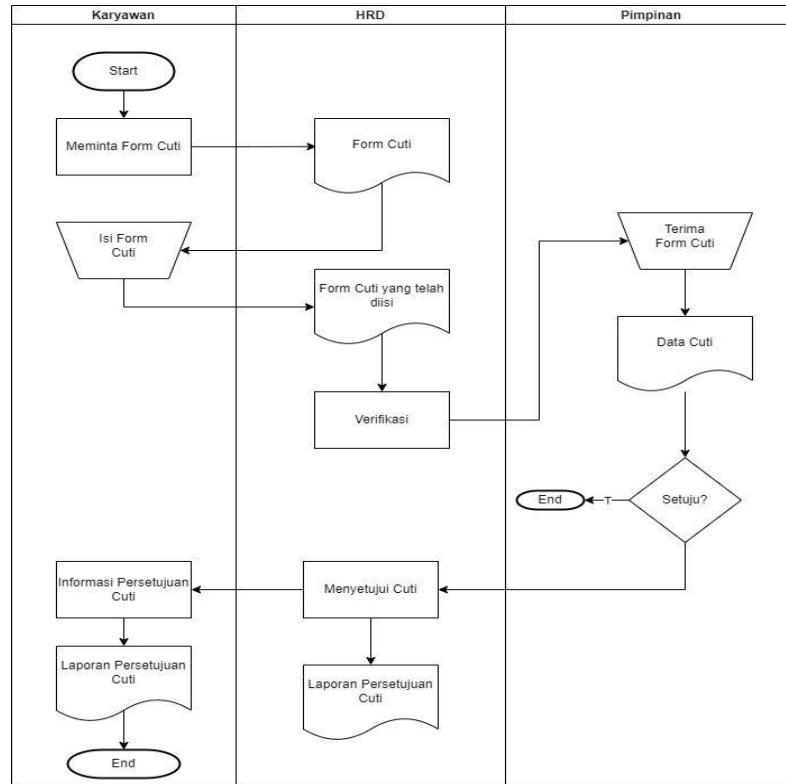 Karyawan
HRD
Pimpinan
Start
Meminta Form Cuti
Form Cuti
Isi Form
Cuti
Terima
Form Cuti
Form Cuti yang telah
diisi
Data Cuti
Verifikasi
Setuju?
T
End
Informasi Persetujuan
Cuti
Menyetujui Cuti
Laporan Persetujuan
Cuti
Laporan Persetujuan
Cuti
End